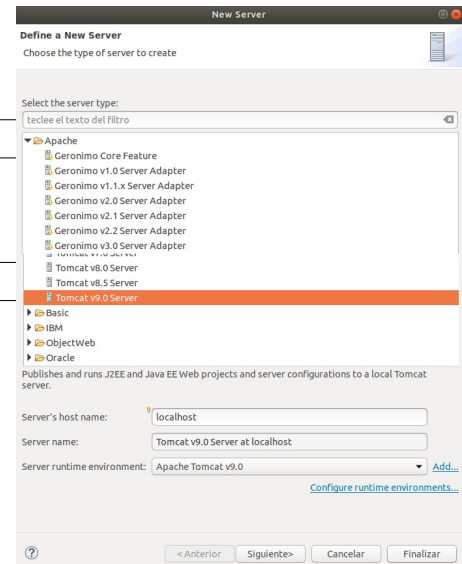 New Server
Define a New Server
Choose the type of server to create
Select the server type:
teclee el texto del filtro
Apache
Geronimo Core Feature
Geronimo v1.0 Server Adapter
Geronimo v1.1.x Server Adapter
Geronimo v2.0 Server Adapter
Geronimo v2.1 Server Adapter
Geronimo v2.2 Server Adapter
Geronimo v3.0 Server Adapter
Tomcat v8.0 Server
Tomcat v8.5 Server
Tomcat v9.0 Server
Basic
IBM
ObjectWeb
Oracle
Publishes and runs J2EE and Java EE Web projects and server configurations to a local Tomcat
server.
Server's host name: localhost
Server name: Tomcat v9.0 Server at localhost
Server runtime environment: Apache Tomcat v9.0 Add...
Configure runtime environments...
? < Anterior Siguiente> Cancelar Finalizar